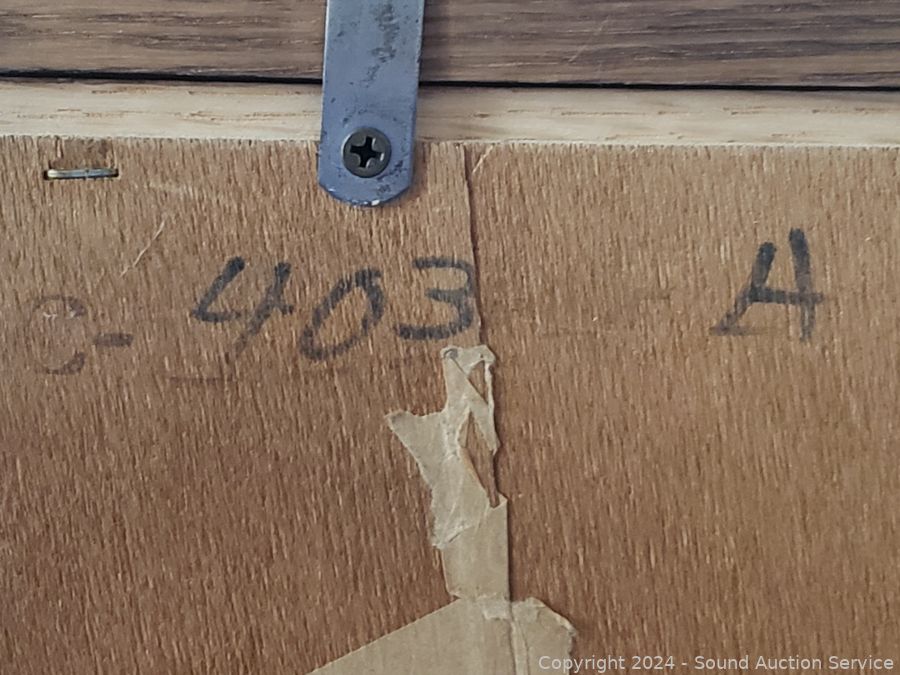 C-403 A
Copyright 2024 - Sound Auction Service